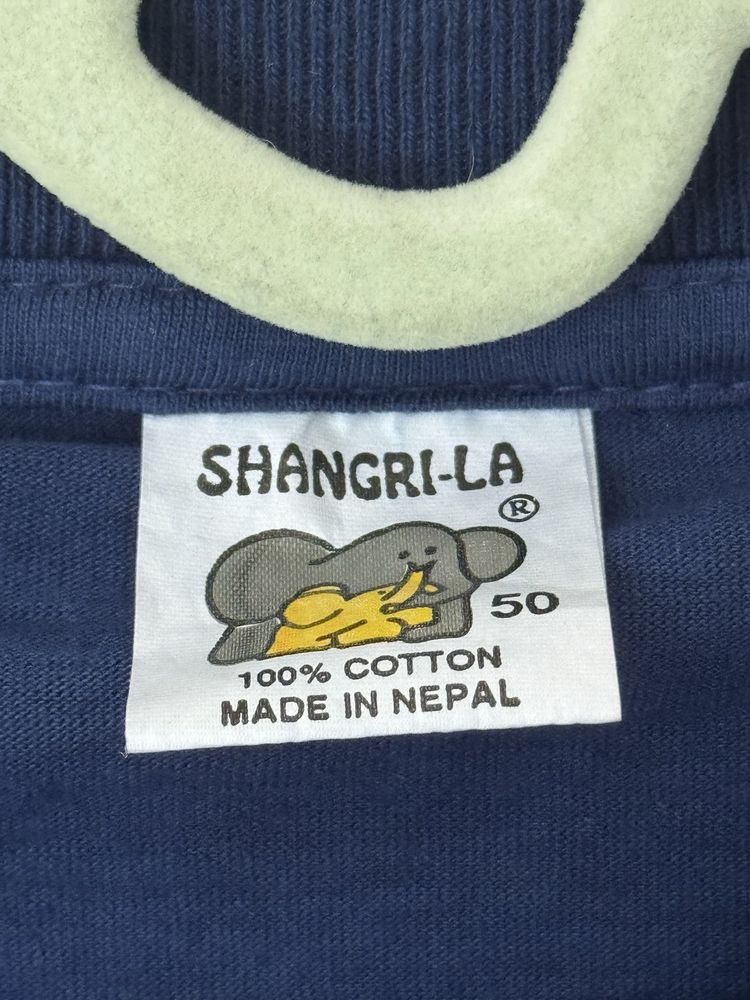 SHANGRI-LA
®
50
100% COTTON
MADE IN NEPAL